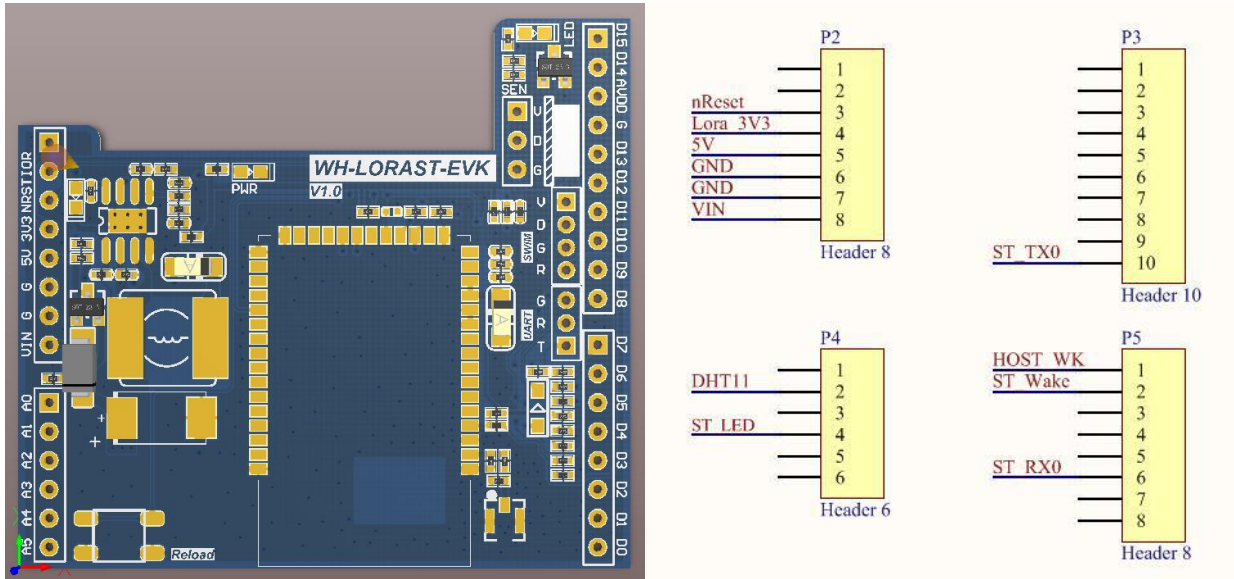 LED
SEN
V
D
G
WH-LORAST-EVK
V1.0
PWR
IOR
NRST
3V3
5V
G
G
VIN
A0
A1
A2
A3
A4
A5
D15
D14
AVDD
G
D13
D12
D11
D10
D9
D8
D7
D6
D5
D4
D3
D2
D1
D0
V
D
G
R
SWIM
G
R
T
UART
Reload
P2
1
2
nReset 3
Lora_3V3 4
5V 5
GND 6
GND 7
VIN 8
Header 8
P3
1
2
3
4
5
6
7
8
9
ST_TX0 10
Header 10
P4
1
DHT11 2
3
ST_LED 4
5
6
Header 6
P5
HOST_WK 1
ST_Wake 2
3
4
5
ST_RX0 6
7
8
Header 8